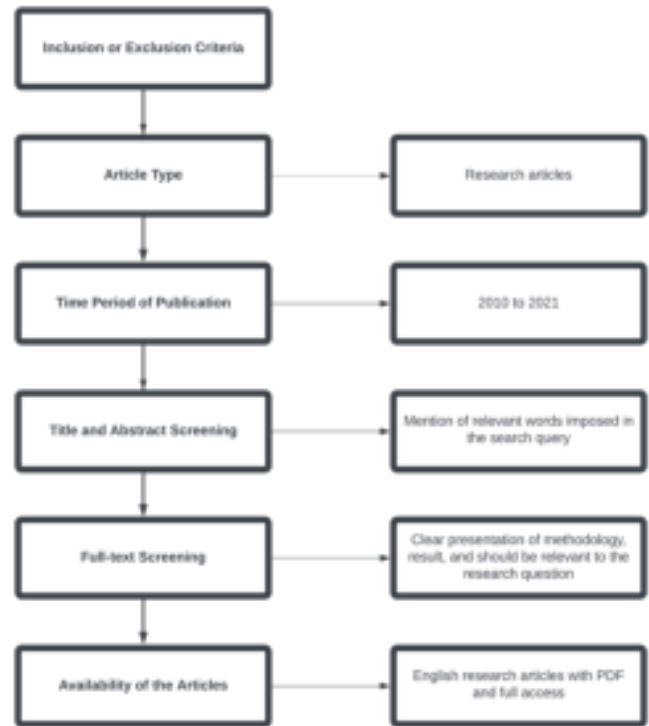 Inclusion or Exclusion Criteria
Article Type
Research articles
Time Period of Publication
2010 to 2021
Title and Abstract Screening
Mention of relevant words imposed in
the search query
Full-text Screening
Clear presentation of methodology,
result, and should be relevant to the
research question
Availability of the Articles
English research articles with PDF
and full access